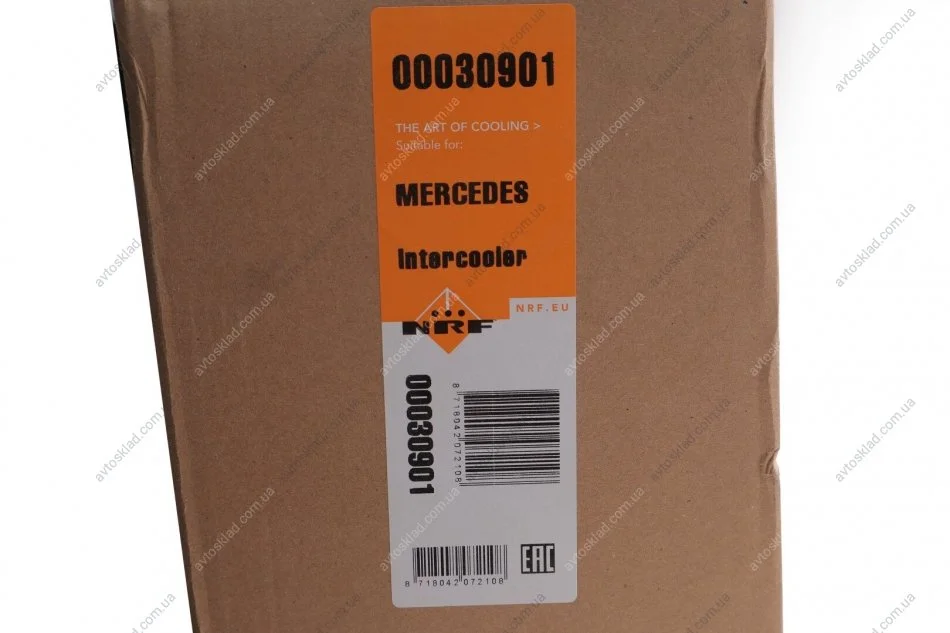 00030901
THE ART OF COOLING >
Suitable for:
MERCEDES
Intercooler
NRF.EU
NRF
00030901
8 718042 072108
8 718042 072108
EAC
avtosklad.com.ua